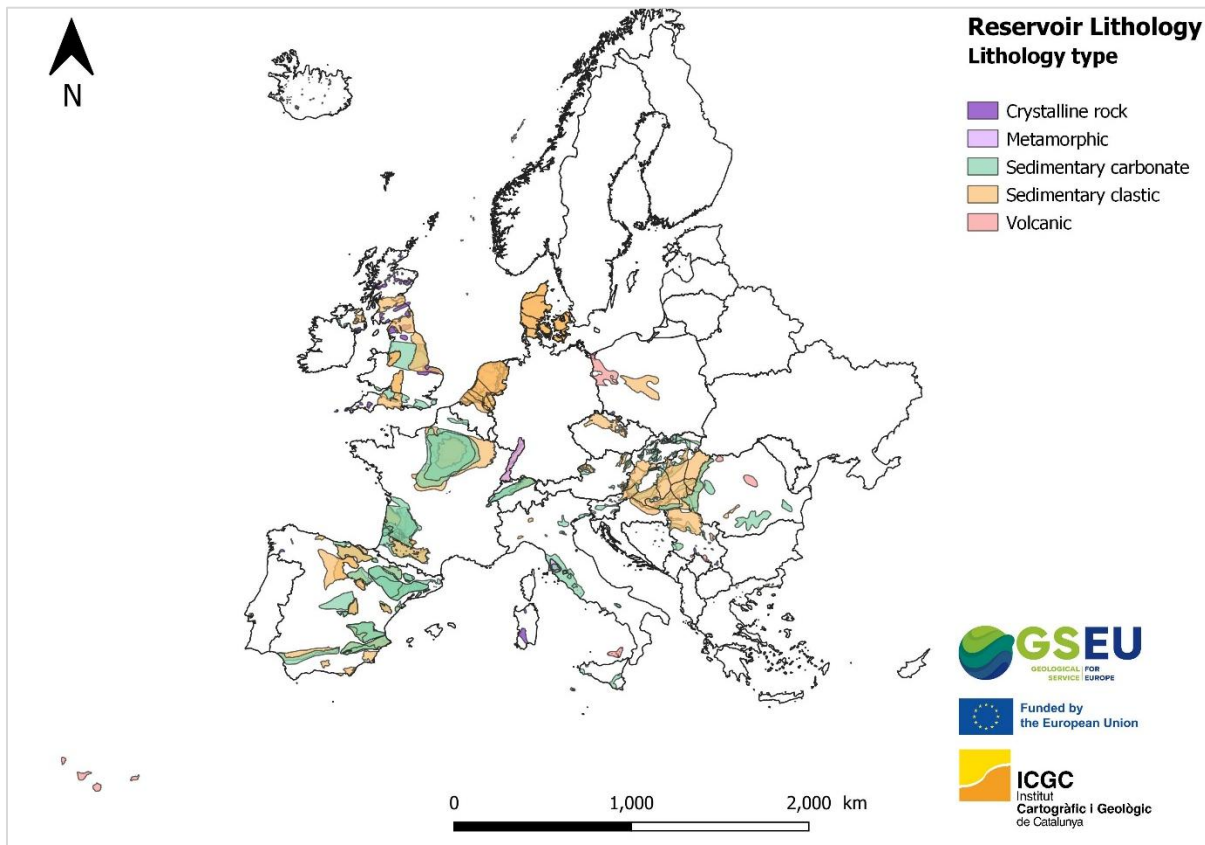 Reservoir Lithology
Lithology type
N
Crystalline rock
Metamorphic
Sedimentary carbonate
Sedimentary clastic
Volcanic
GSEU
GEOLOGICAL SERVICE
FOR EUROPE
Funded by
the European Union
ICGC
Institut
Cartogràfic i Geològic
de Catalunya
0 1,000 2,000 km